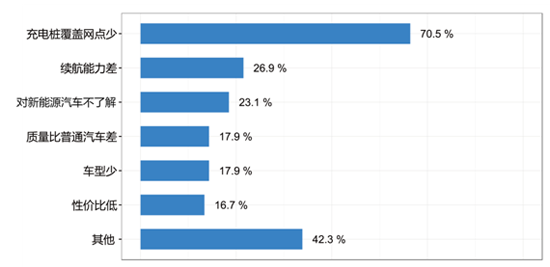 充电桩覆盖网点少 70.5 %
续航能力差 26.9 %
对新能源汽车不了解 23.1 %
质量比普通汽车差 17.9 %
车型少 17.9 %
性价比低 16.7 %
其他 42.3 %